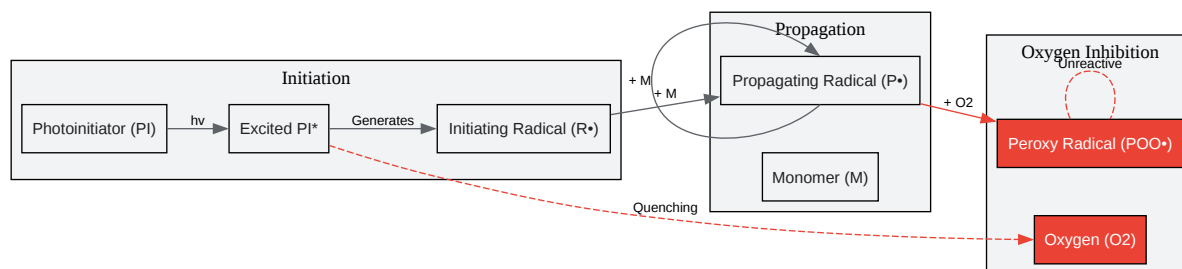 Initiation
Photoinitiator (PI)
hv
Excited PI*
Generates
Initiating Radical (R•)
+ M
+ M
Propagation
Propagating Radical (P•)
Monomer (M)
+ O2
Oxygen Inhibition
Unreactive
Peroxy Radical (POO•)
Quenching
Oxygen (O2)